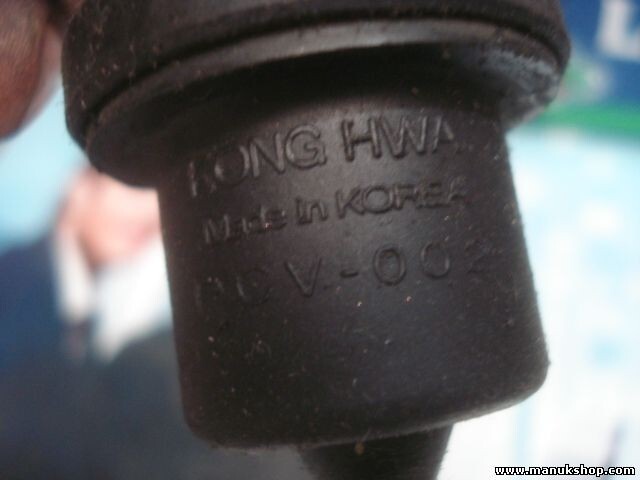 KONG HWA
Made In KOREA
PCV-002
www.manukshop.com